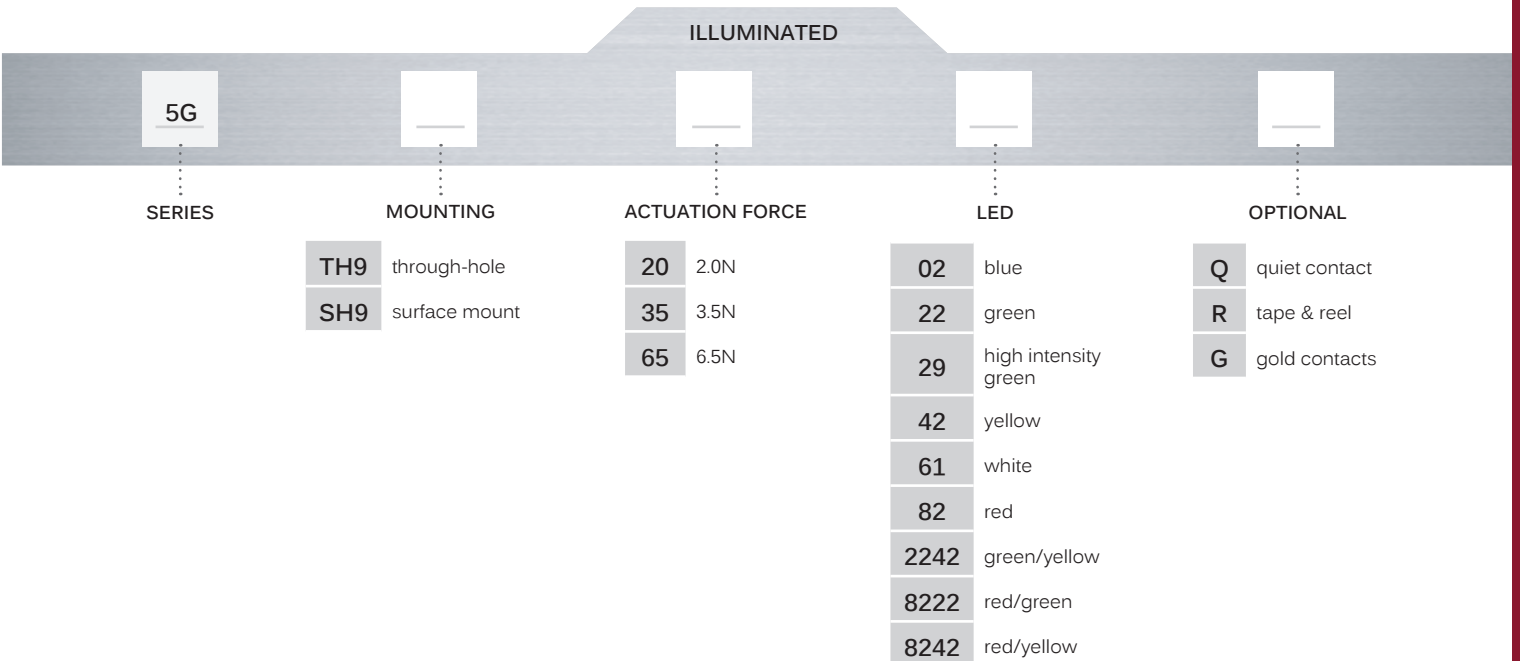 ILLUMINATED
5G
SERIES
MOUNTING
TH9 through-hole
SH9 surface mount
ACTUATION FORCE
20 2.0N
35 3.5N
65 6.5N
LED
02 blue
22 green
29 high intensity
green
42 yellow
61 white
82 red
2242 green/yellow
8222 red/green
8242 red/yellow
OPTIONAL
Q quiet contact
R tape & reel
G gold contacts